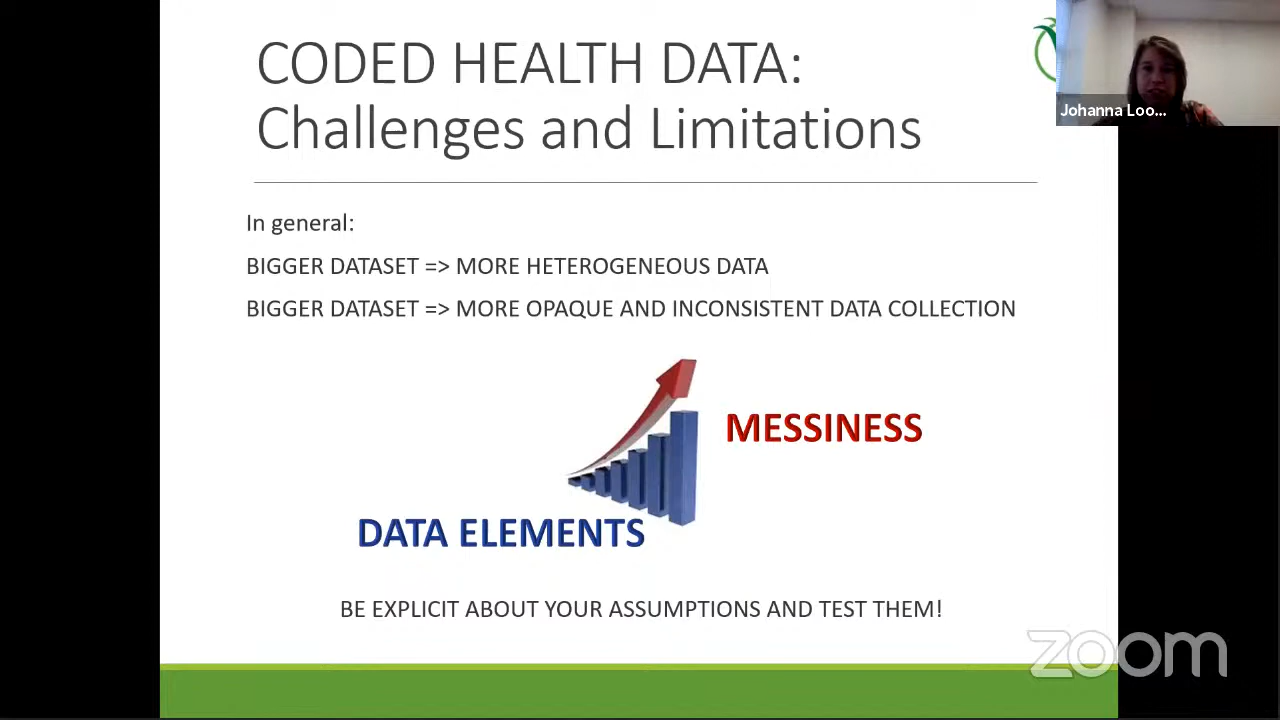 CODED HEALTH DATA:
Challenges and Limitations
Johanna Loo...
In general:
BIGGER DATASET => MORE HETEROGENEOUS DATA
BIGGER DATASET => MORE OPAQUE AND INCONSISTENT DATA COLLECTION
MESSINESS
DATA ELEMENTS
BE EXPLICIT ABOUT YOUR ASSUMPTIONS AND TEST THEM!
zoom